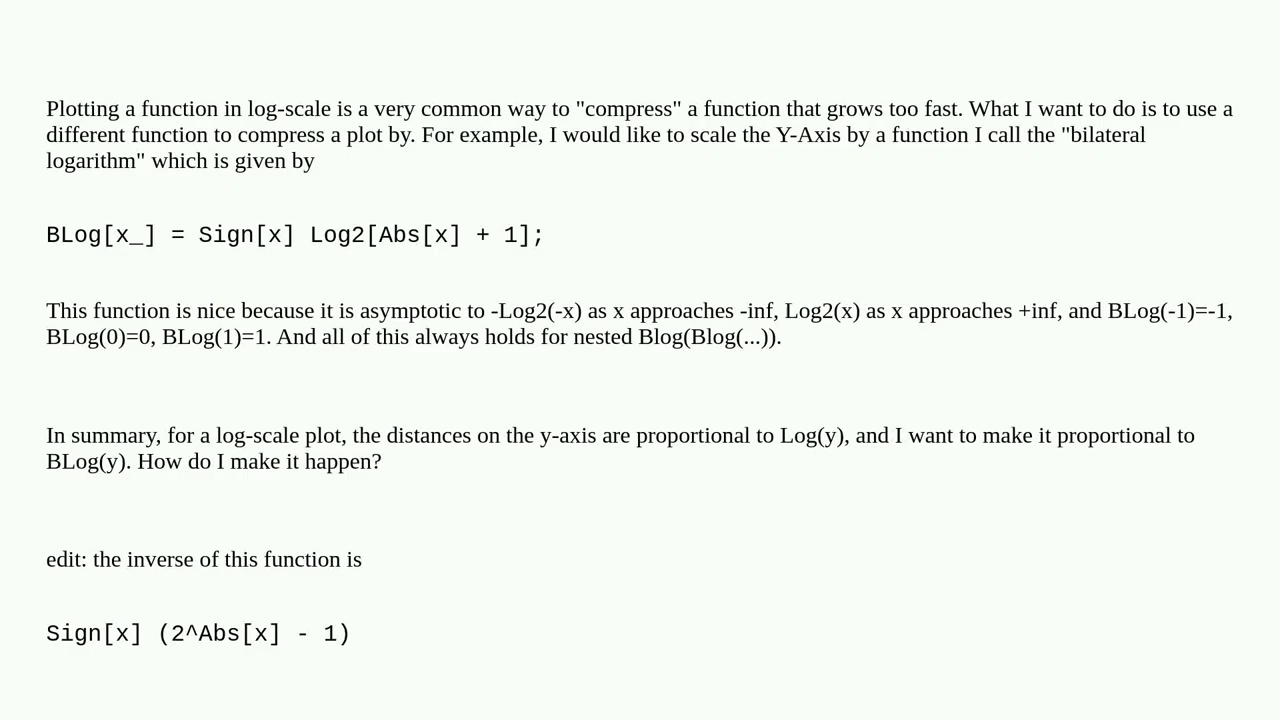 Plotting a function in log-scale is a very common way to "compress" a function that grows too fast. What I want to do is to use a
different function to compress a plot by. For example, I would like to scale the Y-Axis by a function I call the "bilateral
logarithm" which is given by
BLog[x_] = Sign[x] Log2[Abs[x] + 1];
This function is nice because it is asymptotic to -Log2(-x) as x approaches -inf, Log2(x) as x approaches +inf, and BLog(-1)=-1,
BLog(0)=0, BLog(1)=1. And all of this always holds for nested Blog(Blog(...)).
In summary, for a log-scale plot, the distances on the y-axis are proportional to Log(y), and I want to make it proportional to
BLog(y). How do I make it happen?
edit: the inverse of this function is
Sign[x] (2^Abs[x] - 1)